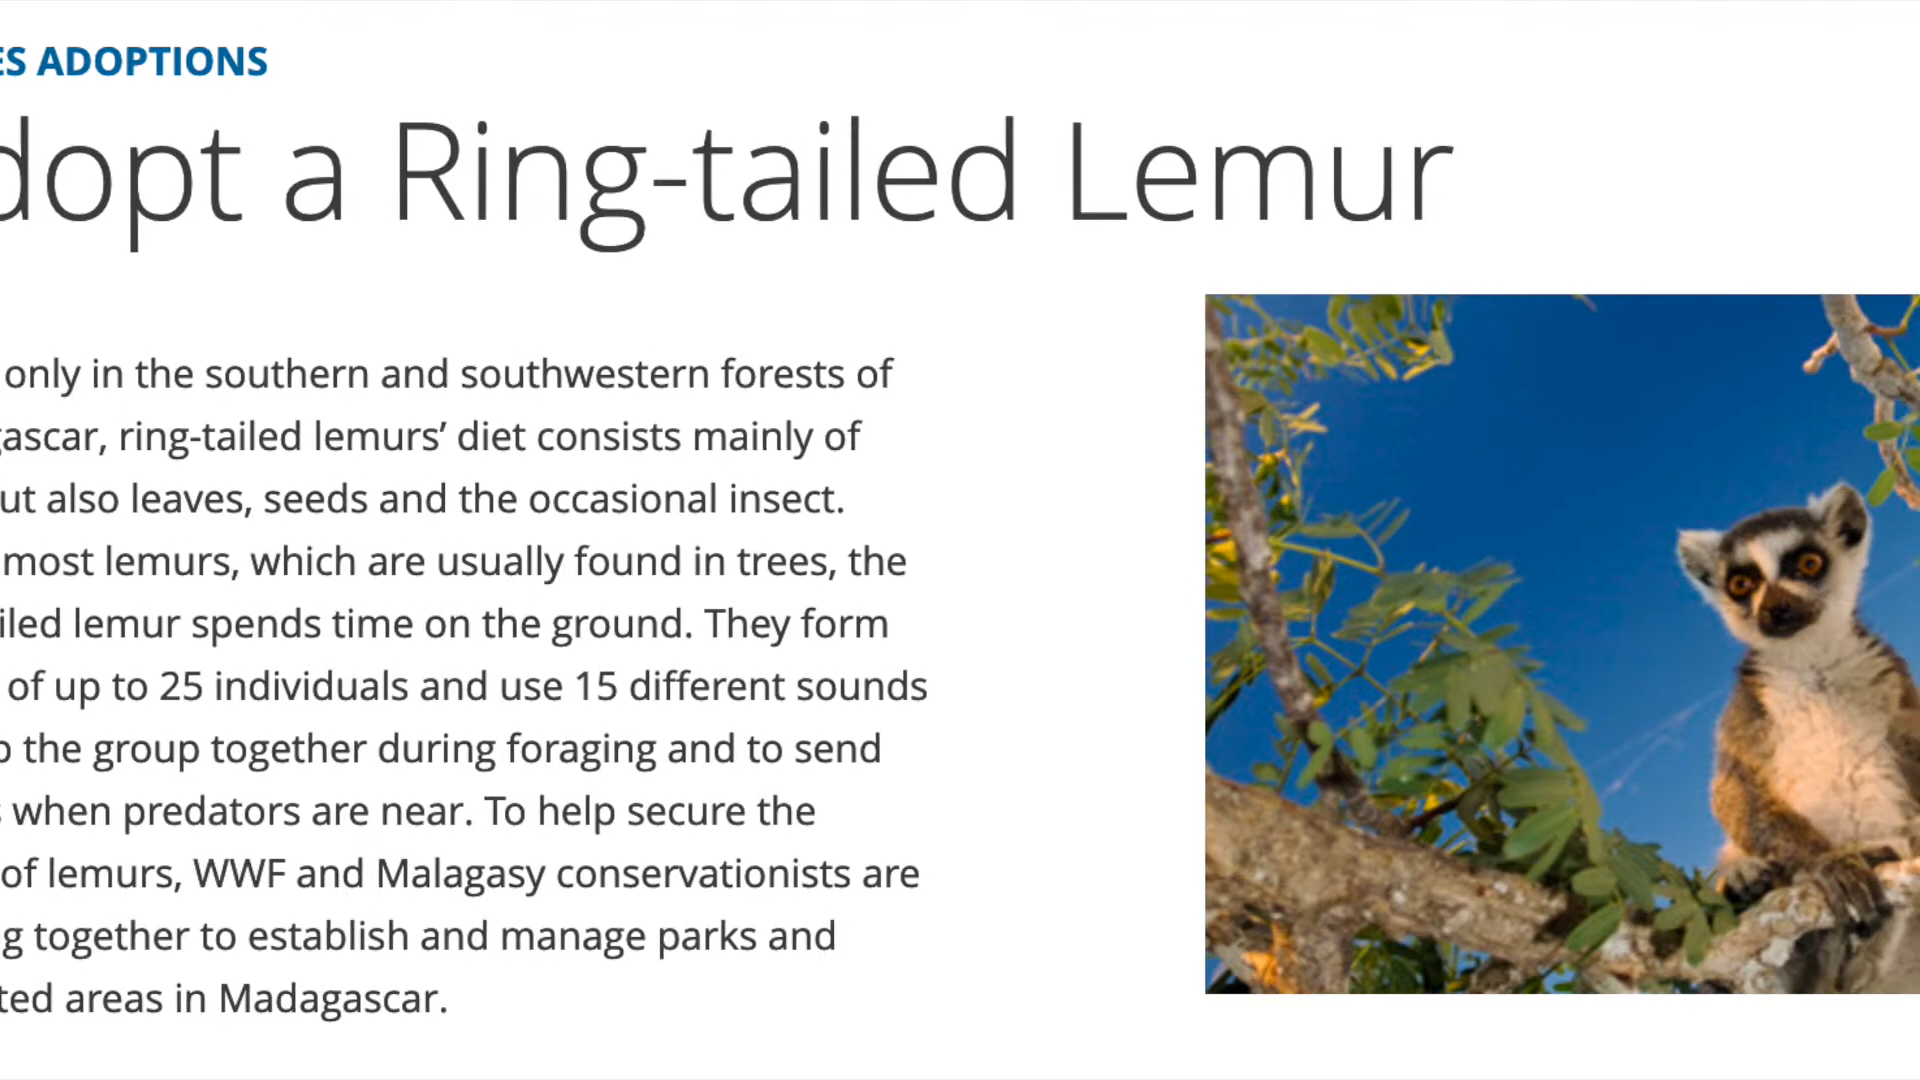 ES ADOPTIONS
dopt a Ring-tailed Lemur
only in the southern and southwestern forests of
gascar, ring-tailed lemurs’ diet consists mainly of
ut also leaves, seeds and the occasional insect.
most lemurs, which are usually found in trees, the
iled lemur spends time on the ground. They form
of up to 25 individuals and use 15 different sounds
p the group together during foraging and to send
s when predators are near. To help secure the
of lemurs, WWF and Malagasy conservationists are
g together to establish and manage parks and
ted areas in Madagascar.